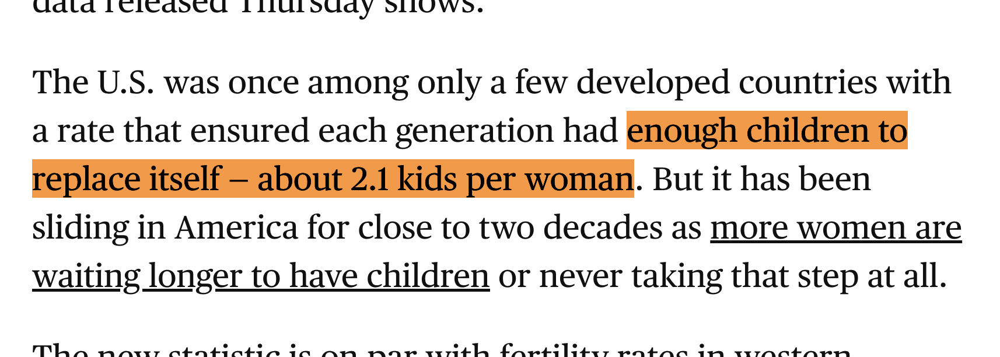 data released Thursday shows.
The U.S. was once among only a few developed countries with
a rate that ensured each generation had enough children to
replace itself – about 2.1 kids per woman. But it has been
sliding in America for close to two decades as more women are
waiting longer to have children or never taking that step at all.
The new statistic is on par with fertility rates in western